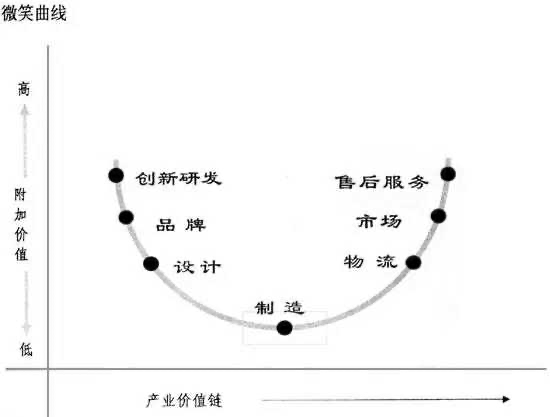 微笑曲线
高
创新研发
售后服务
附加价值
品牌
市场
设计
物流
制造
低
产业价值链